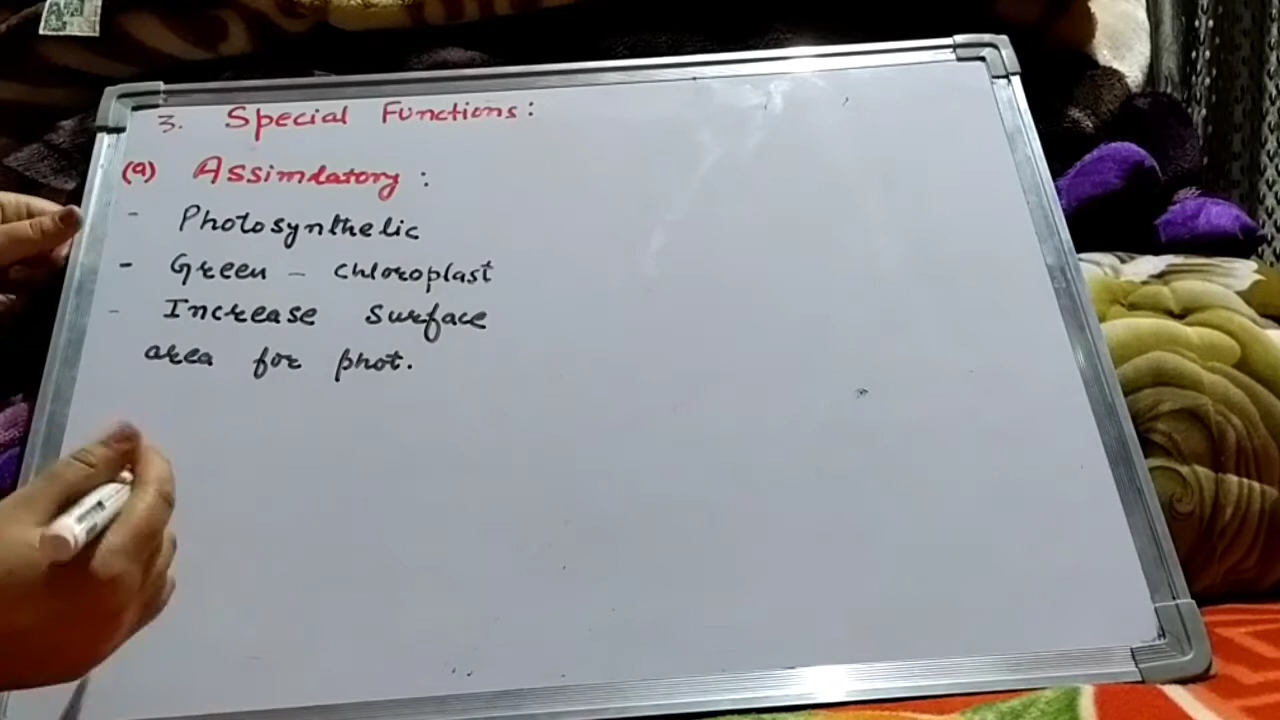 3. Special Functions:
(a) Assimilatory:
- Photosynthetic
- Green - chloroplast
- Increase surface
area for phot.